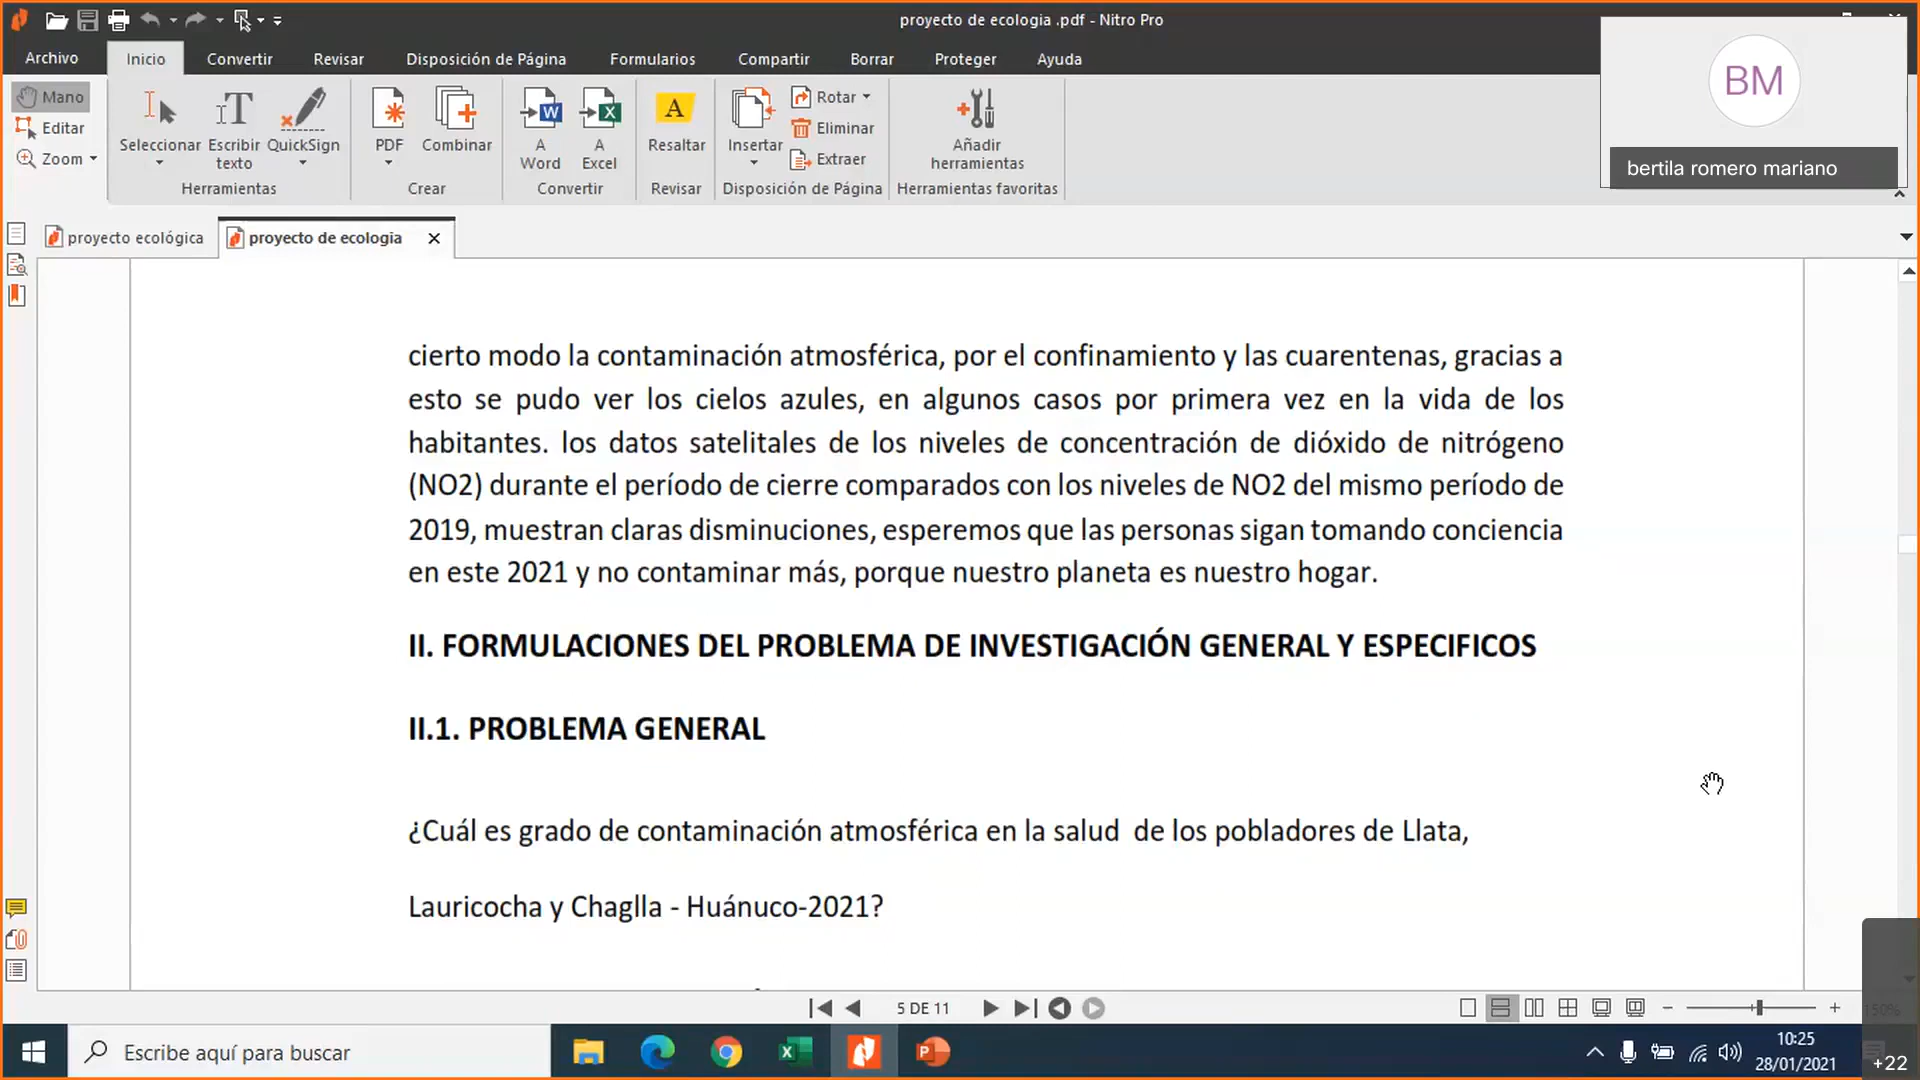 proyecto de ecologia .pdf - Nitro Pro
Archivo Inicio Convertir Revisar Disposición de Página Formularios Compartir Borrar Proteger Ayuda
Mano
Editar
Zoom
Seleccionar
Escribir texto
QuickSign
Herramientas
PDF
Combinar
Crear
A Word
A Excel
Convertir
A
Resaltar
Revisar
Insertar
Rotar
Eliminar
Extraer
Disposición de Página
Añadir herramientas
Herramientas favoritas
BM
bertila romero mariano
proyecto ecológica
proyecto de ecologia
cierto modo la contaminación atmosférica, por el confinamiento y las cuarentenas, gracias a
esto se pudo ver los cielos azules, en algunos casos por primera vez en la vida de los
habitantes. los datos satelitales de los niveles de concentración de dióxido de nitrógeno
(NO2) durante el período de cierre comparados con los niveles de NO2 del mismo período de
2019, muestran claras disminuciones, esperemos que las personas sigan tomando conciencia
en este 2021 y no contaminar más, porque nuestro planeta es nuestro hogar.
II. FORMULACIONES DEL PROBLEMA DE INVESTIGACIÓN GENERAL Y ESPECIFICOS
II.1. PROBLEMA GENERAL
¿Cuál es grado de contaminación atmosférica en la salud de los pobladores de Llata,
Lauricocha y Chaglla - Huánuco-2021?
5 DE 11
150%
Escribe aquí para buscar
10:25
28/01/2021
+22